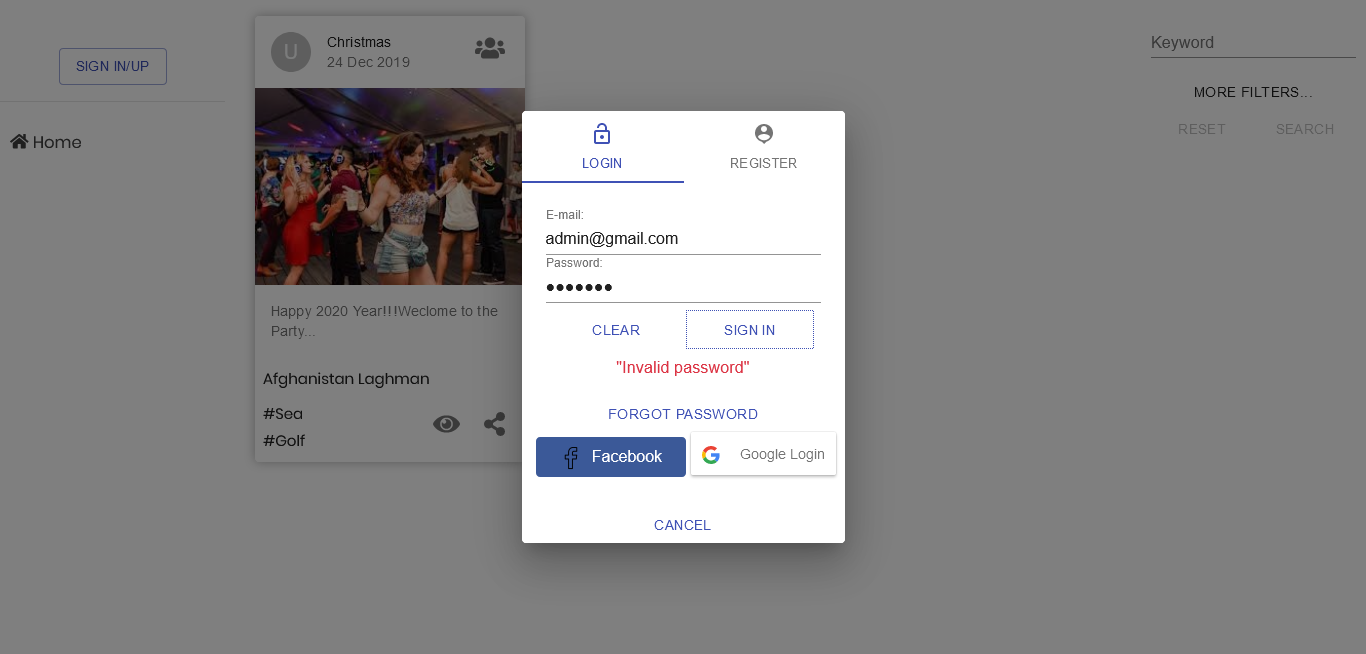 SIGN IN/UP
Home
U
Christmas
24 Dec 2019
Happy 2020 Year!!!Weclome to the
Party...
Afghanistan Laghman
#Sea
#Golf
LOGIN
REGISTER
E-mail:
admin@gmail.com
Password:
•••••••
CLEAR
SIGN IN
"Invalid password"
FORGOT PASSWORD
Facebook
Google Login
CANCEL
Keyword
MORE FILTERS...
RESET
SEARCH